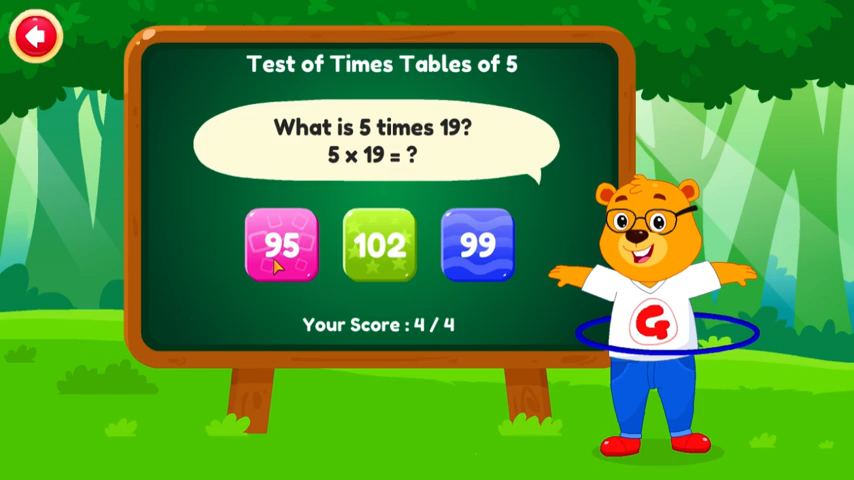 Test of Times Tables of 5
What is 5 times 19?
5 x 19 = ?
95 102 99
Your Score : 4 / 4
G